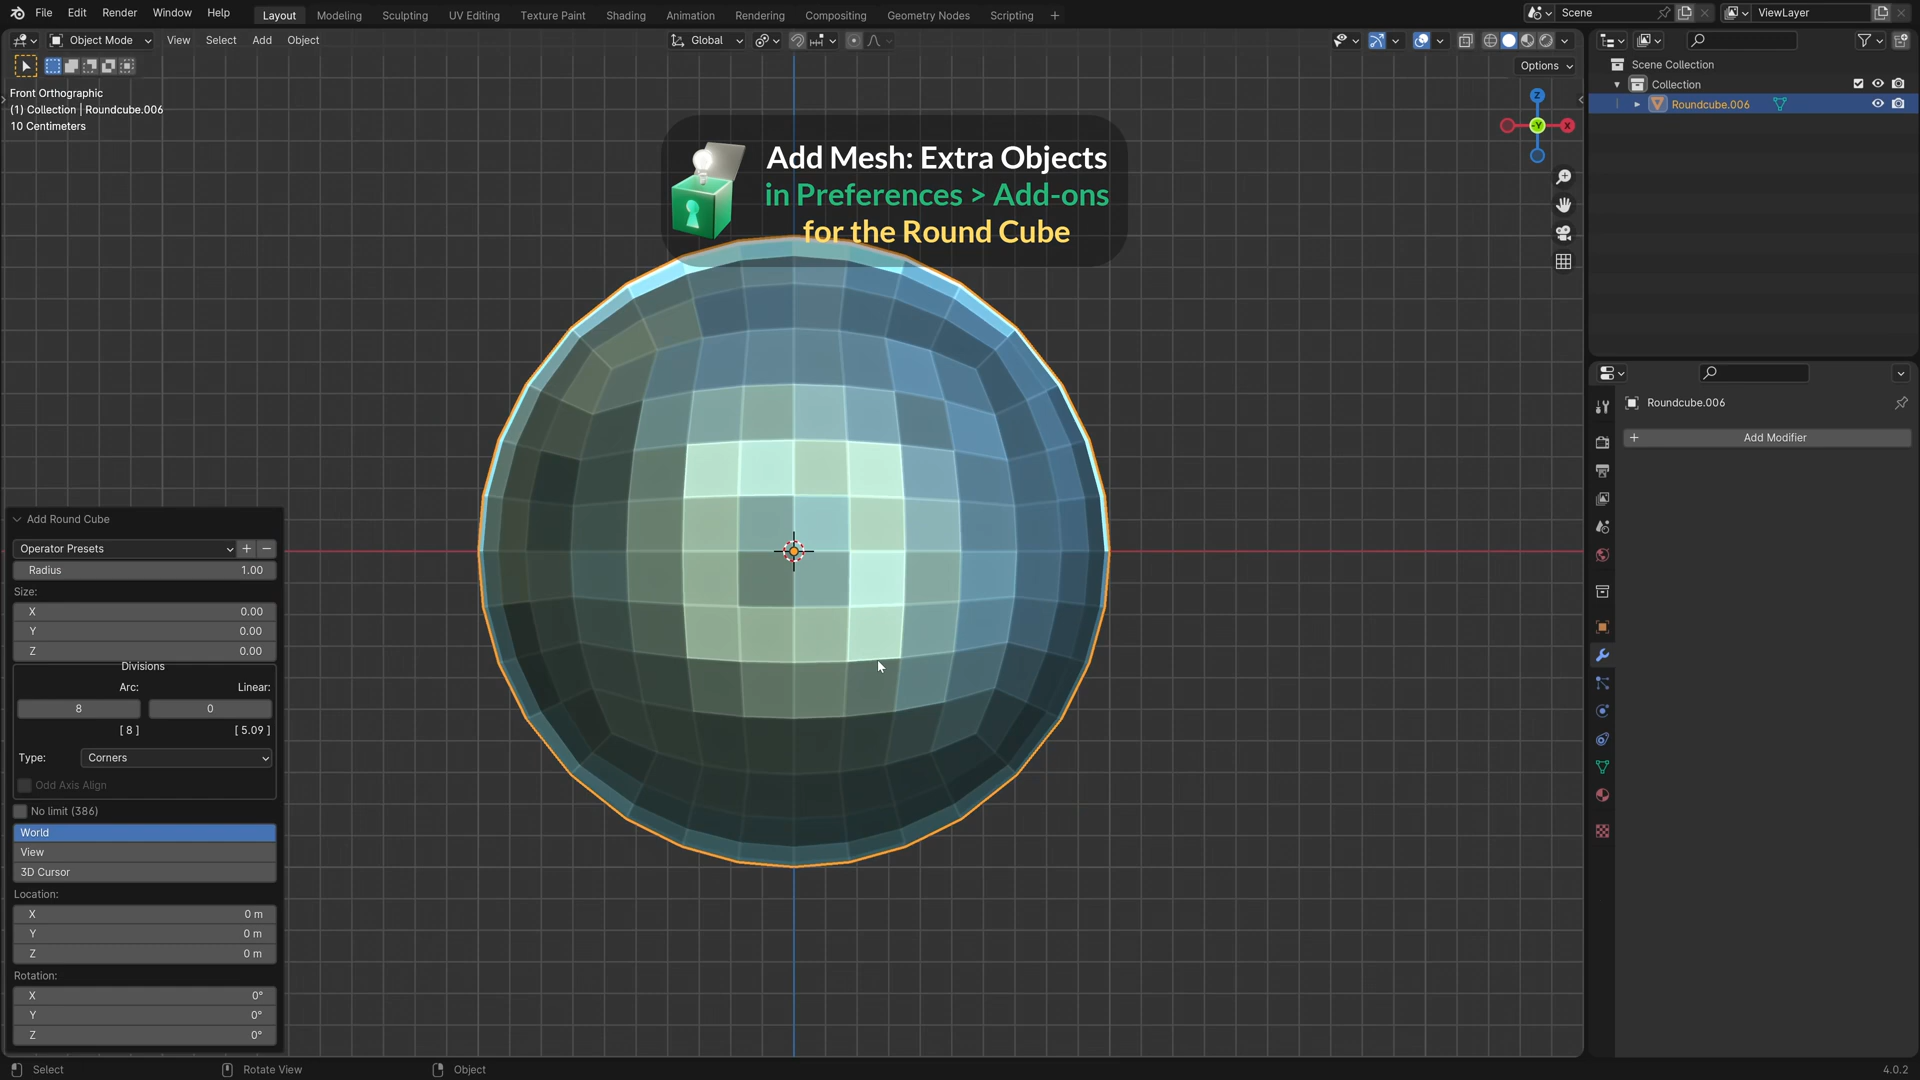 File Edit Render Window Help Layout Modeling Sculpting UV Editing Texture Paint Shading Animation Rendering Compositing Geometry Nodes Scripting + Scene ViewLayer
Object Mode View Select Add Object Global
Options
Front Orthographic
(1) Collection | Roundcube.006
10 Centimeters
Add Mesh: Extra Objects
in Preferences > Add-ons
for the Round Cube
Z
-Y
X
Scene Collection
Collection
Roundcube.006
Roundcube.006
+ Add Modifier
Add Round Cube
Operator Presets + −
Radius 1.00
Size:
X 0.00
Y 0.00
Z 0.00
Divisions
Arc: Linear:
8 0
[ 8 ] [ 5.09 ]
Type: Corners
Odd Axis Align
No limit (386)
World
View
3D Cursor
Location:
X 0 m
Y 0 m
Z 0 m
Rotation:
X 0°
Y 0°
Z 0°
Select Rotate View Object 4.0.2